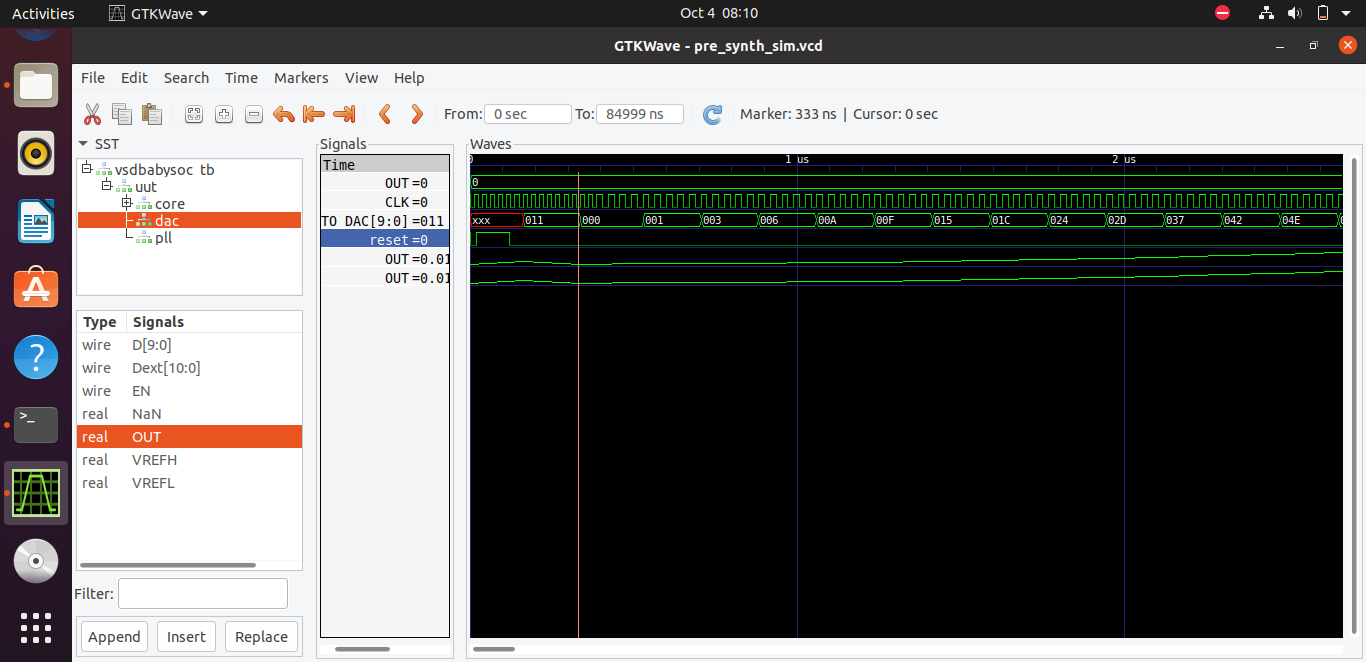 Activities GTKWave Oct 4 08:10
GTKWave - pre_synth_sim.vcd
File Edit Search Time Markers View Help
From: 0 sec To: 84999 ns Marker: 333 ns | Cursor: 0 sec
SST
vsdbabysoc_tb
uut
core
dac
pll
Type Signals
wire D[9:0]
wire Dext[10:0]
wire EN
real NaN
real OUT
real VREFH
real VREFL
Filter:
Append Insert Replace
Signals
Time
OUT =0
CLK =0
TO_DAC[9:0] =011
reset =0
OUT =0.01
OUT =0.01
Waves
0 1 us 2 us
0
xxx 011 000 001 003 006 00A 00F 015 01C 024 02D 037 042 04E
>_
?